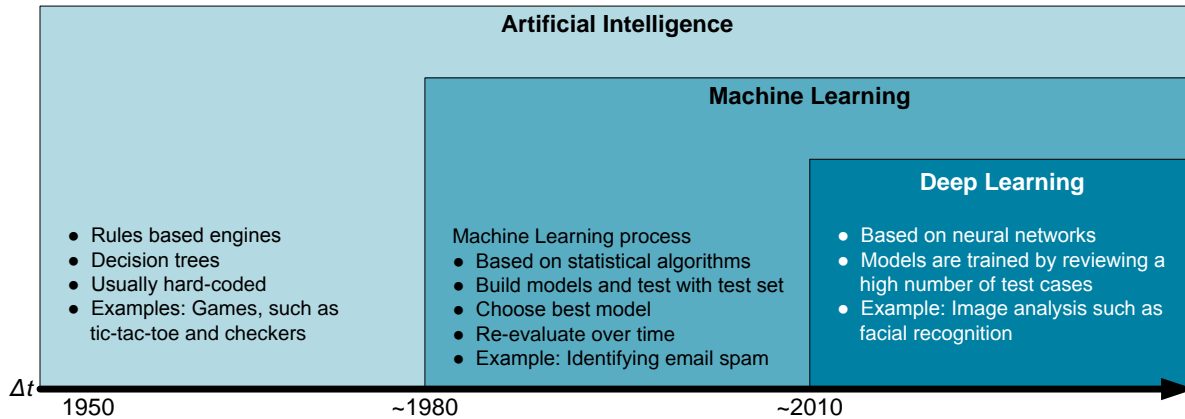 Artificial Intelligence
Machine Learning
Deep Learning
● Rules based engines
● Decision trees
● Usually hard-coded
● Examples: Games, such as
tic-tac-toe and checkers
Machine Learning process
● Based on statistical algorithms
● Build models and test with test set
● Choose best model
● Re-evaluate over time
● Example: Identifying email spam
● Based on neural networks
● Models are trained by reviewing a
high number of test cases
● Example: Image analysis such as
facial recognition
Δt
1950
~1980
~2010